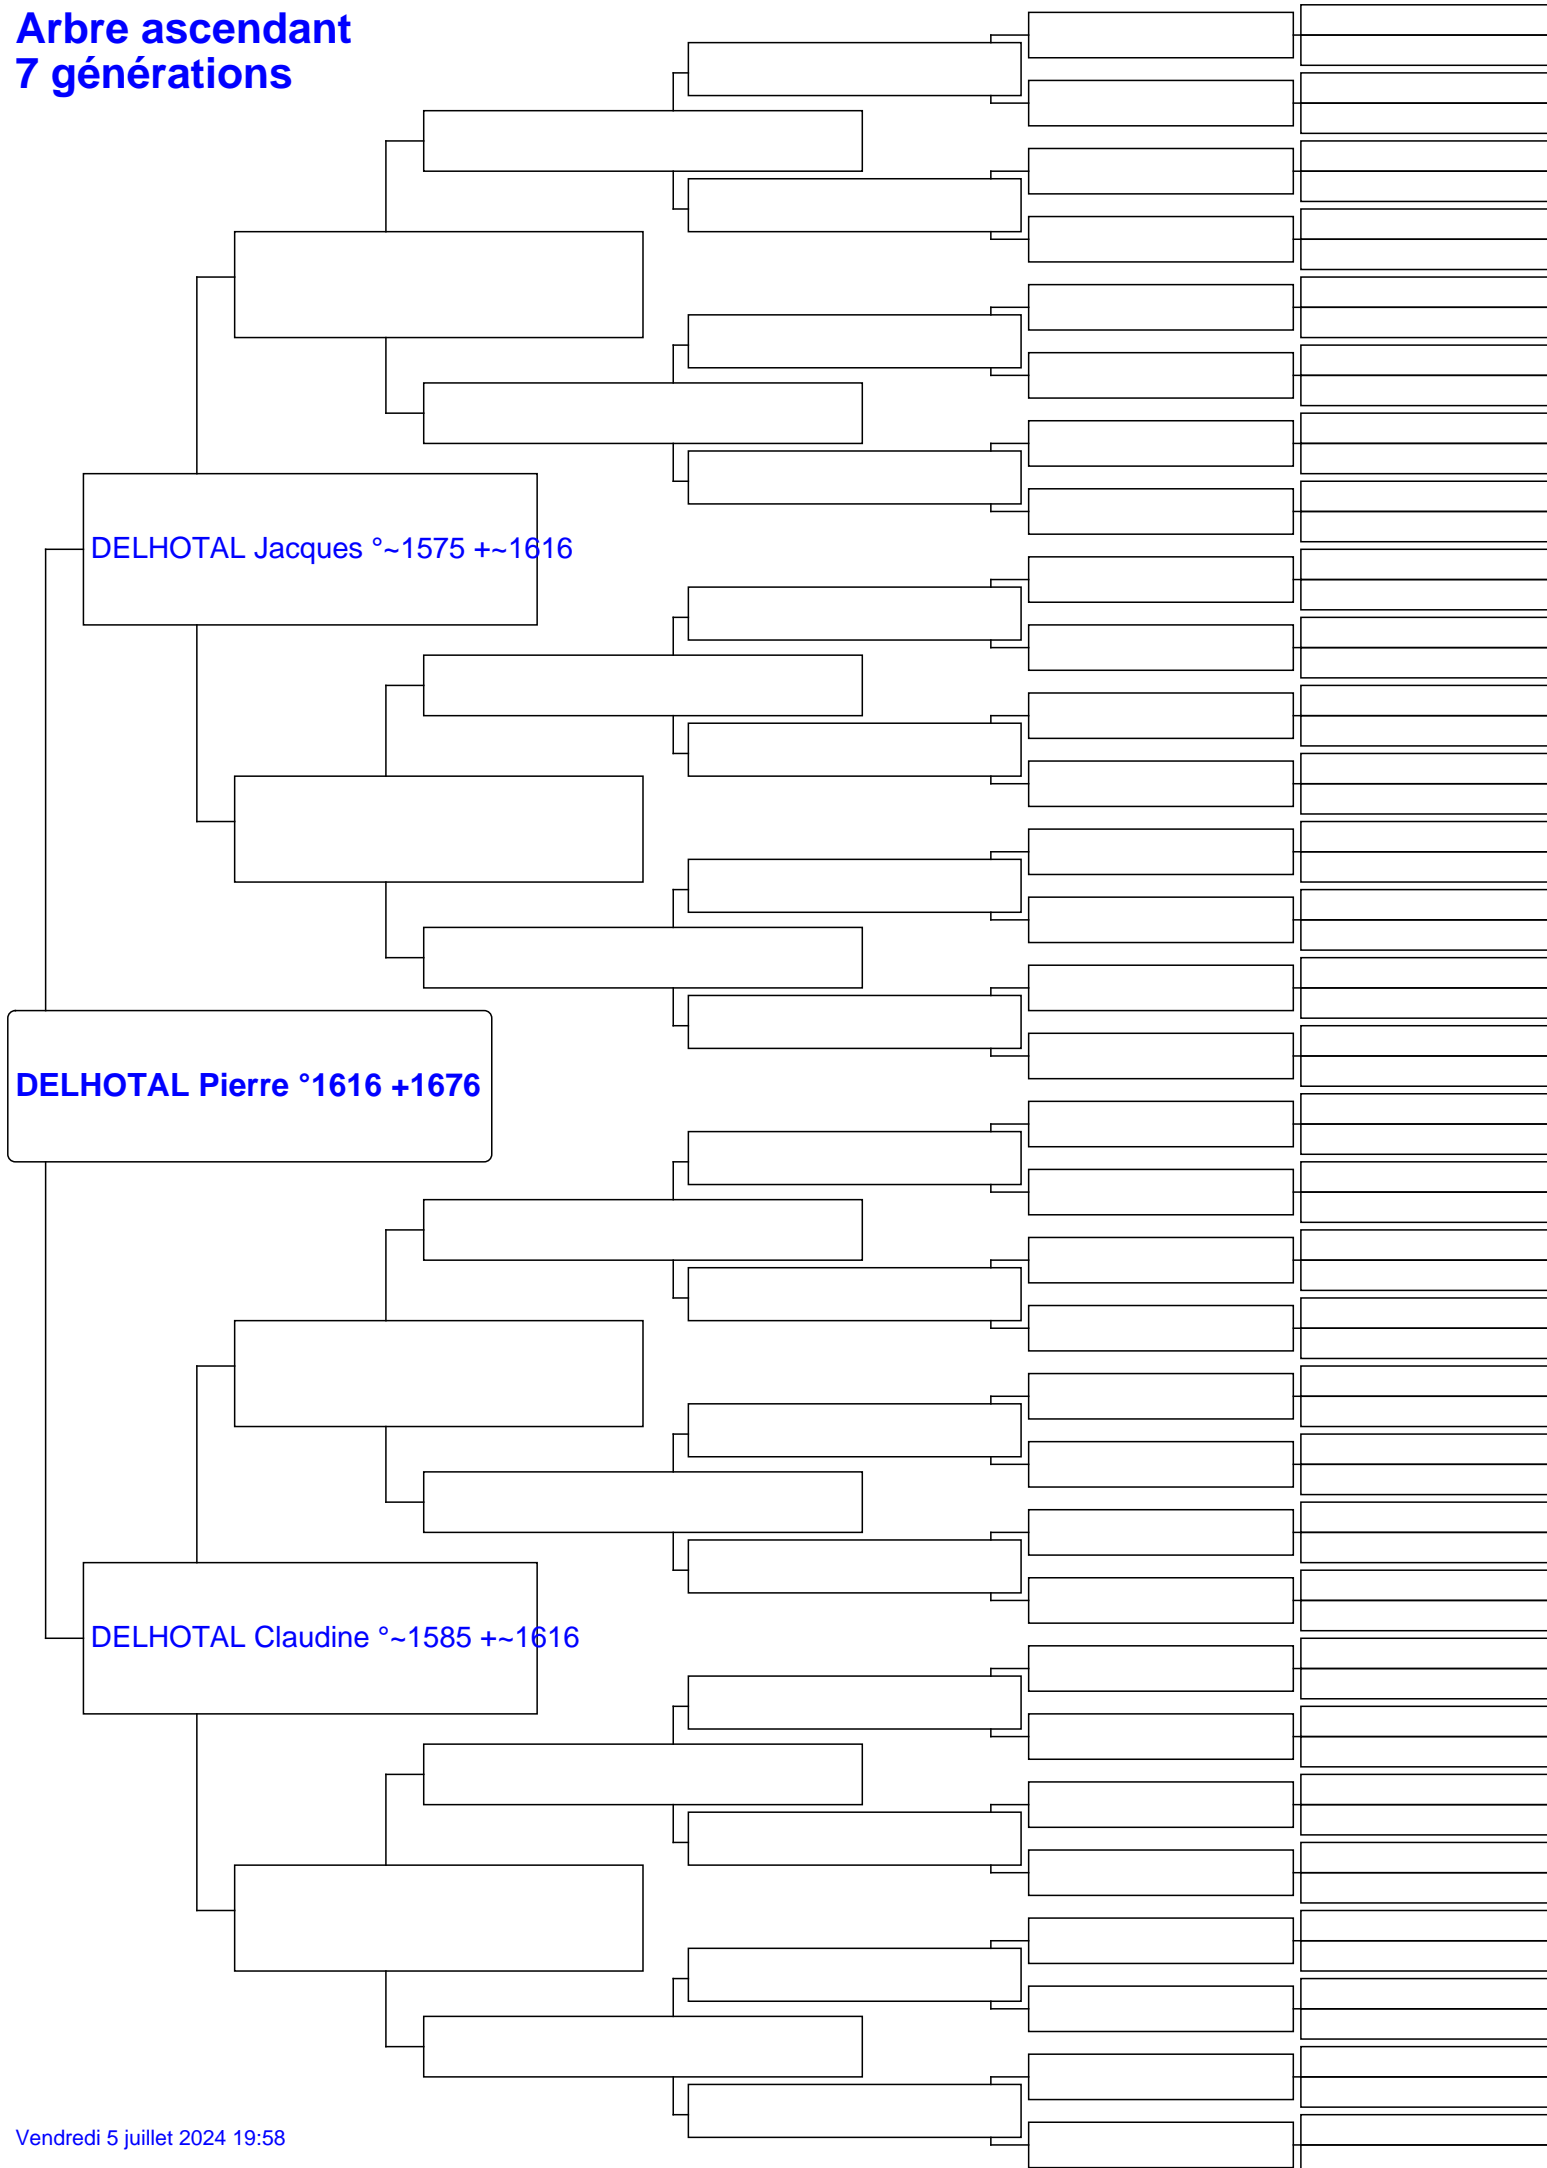 Arbre ascendant
7 générations
DELHOTAL Jacques °~1575 +~1616
DELHOTAL Pierre °1616 +1676
DELHOTAL Claudine °~1585 +~1616
Vendredi 5 juillet 2024 19:58